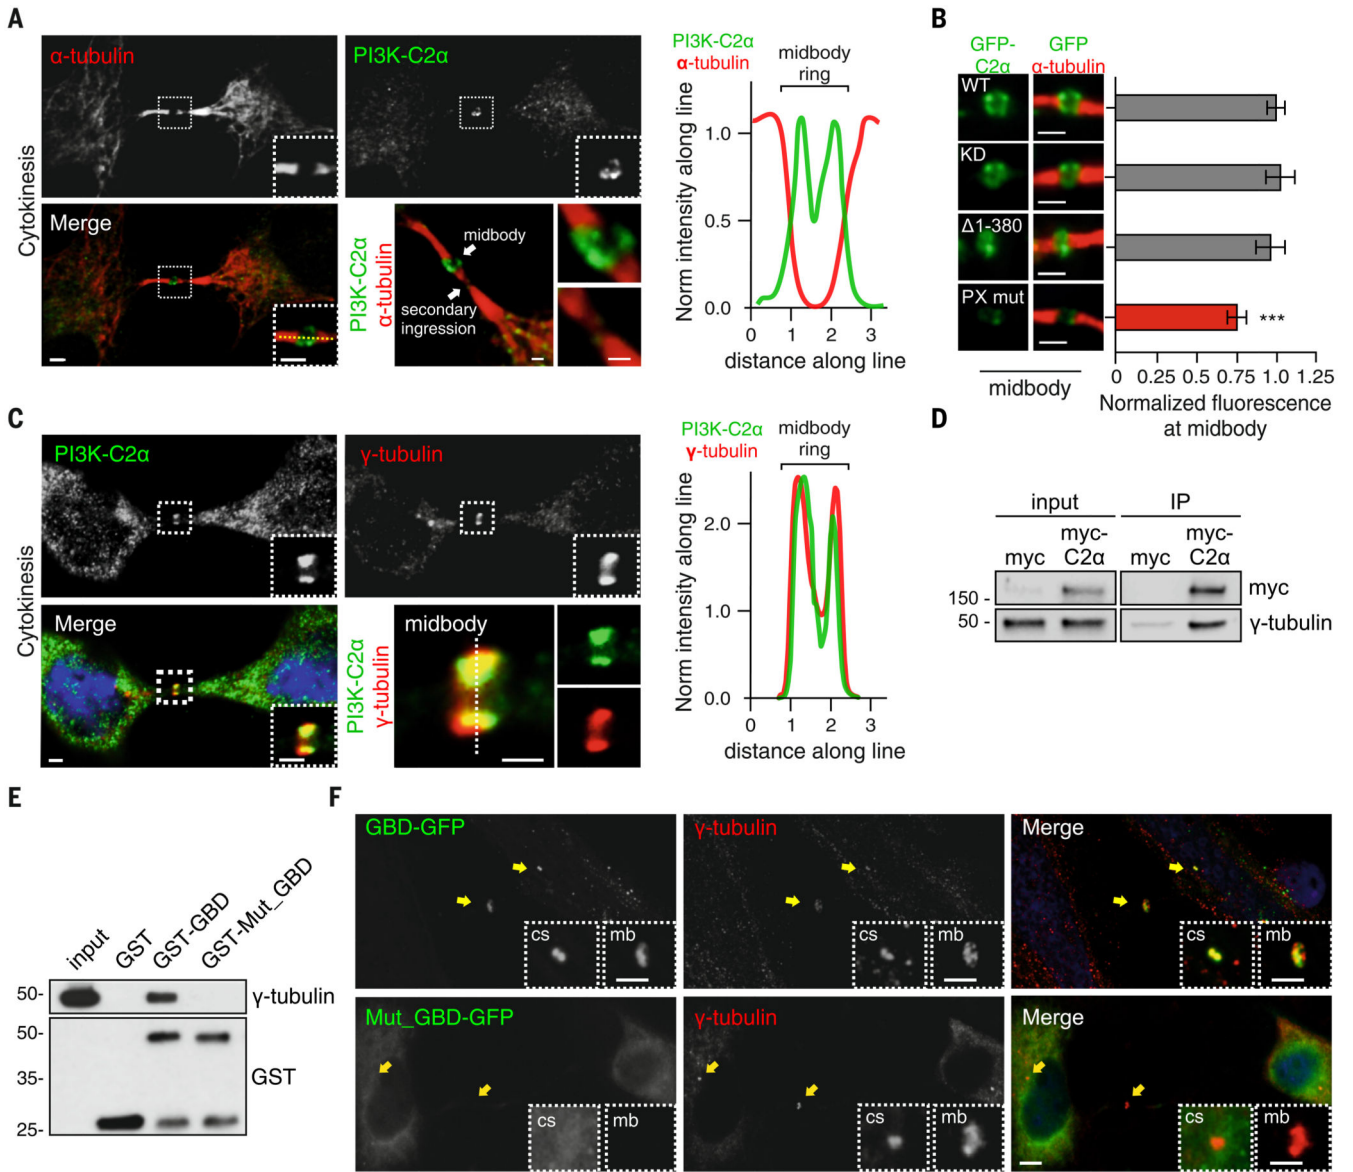 A
α-tubulin
PI3K-C2α
Cytokinesis
Merge
PI3K-C2α
α-tubulin
midbody
secondary
ingression
PI3K-C2α
α-tubulin
midbody
ring
Norm intensity along line
1.0
0.5
0.0
0 1 2 3
distance along line
B
GFP-
C2α
GFP
α-tubulin
WT
KD
Δ1-380
PX mut
midbody
***
0 0.25 0.5 0.75 1.0 1.25
Normalized fluorescence
at midbody
C
PI3K-C2α
γ-tubulin
Cytokinesis
Merge
PI3K-C2α
γ-tubulin
midbody
PI3K-C2α
γ-tubulin
midbody
ring
Norm intensity along line
2.0
1.0
0.0
0 1 2 3
distance along line
D
input IP
myc myc-
C2α
myc myc-
C2α
150 - myc
50 - γ-tubulin
E
input GST GST-GBD GST-Mut_GBD
50- γ-tubulin
50-
35- GST
25-
F
GBD-GFP
cs mb
γ-tubulin
cs mb
Merge
cs mb
Mut_GBD-GFP
cs mb
γ-tubulin
cs mb
Merge
cs mb